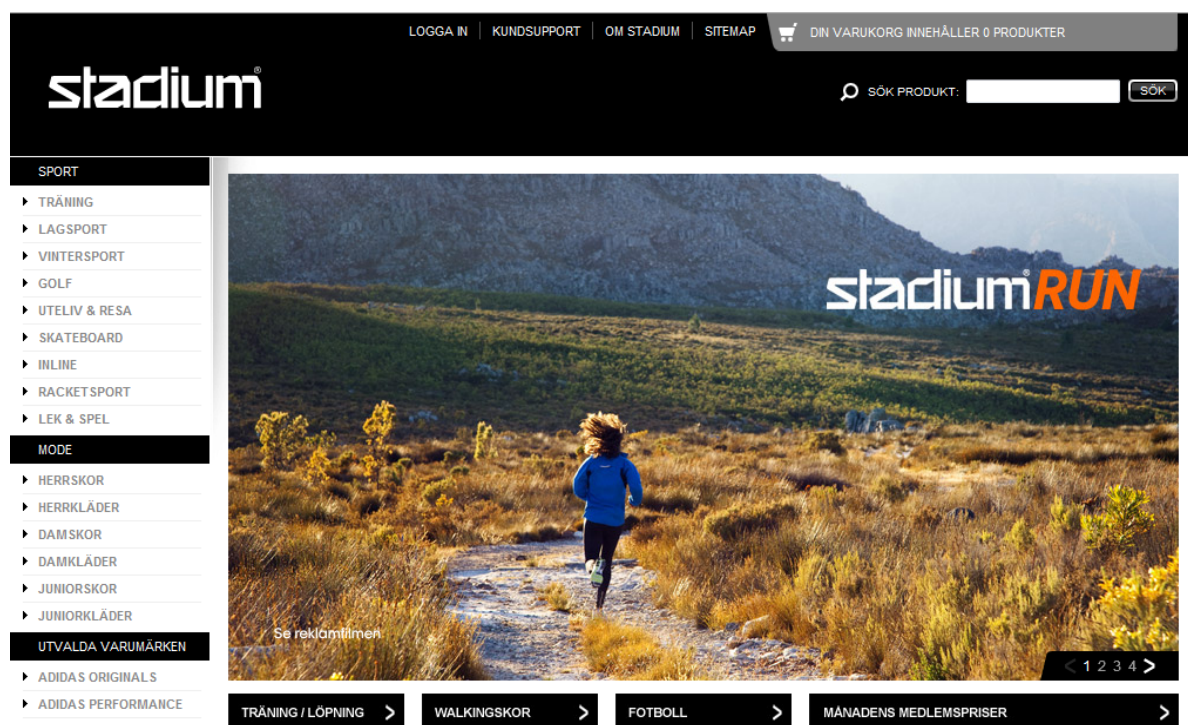 LOGGA IN | KUNDSUPPORT | OM STADIUM | SITEMAP
DIN VARUKORG INNEHÅLLER 0 PRODUKTER
stadium®
SÖK PRODUKT: SÖK
SPORT
TRÄNING
LAGSPORT
VINTERSPORT
GOLF
UTELIV & RESA
SKATEBOARD
INLINE
RACKETSPORT
LEK & SPEL
MODE
HERRSKOR
HERRKLÄDER
DAMSKOR
DAMKLÄDER
JUNIORSKOR
JUNIORKLÄDER
UTVALDA VARUMÄRKEN
ADIDAS ORIGINALS
ADIDAS PERFORMANCE
stadium®RUN
Se reklamfilmen
< 1 2 3 4 >
TRÄNING / LÖPNING >
WALKINGSKOR >
FOTBOLL >
MÅNADENS MEDLEMSPRISER >